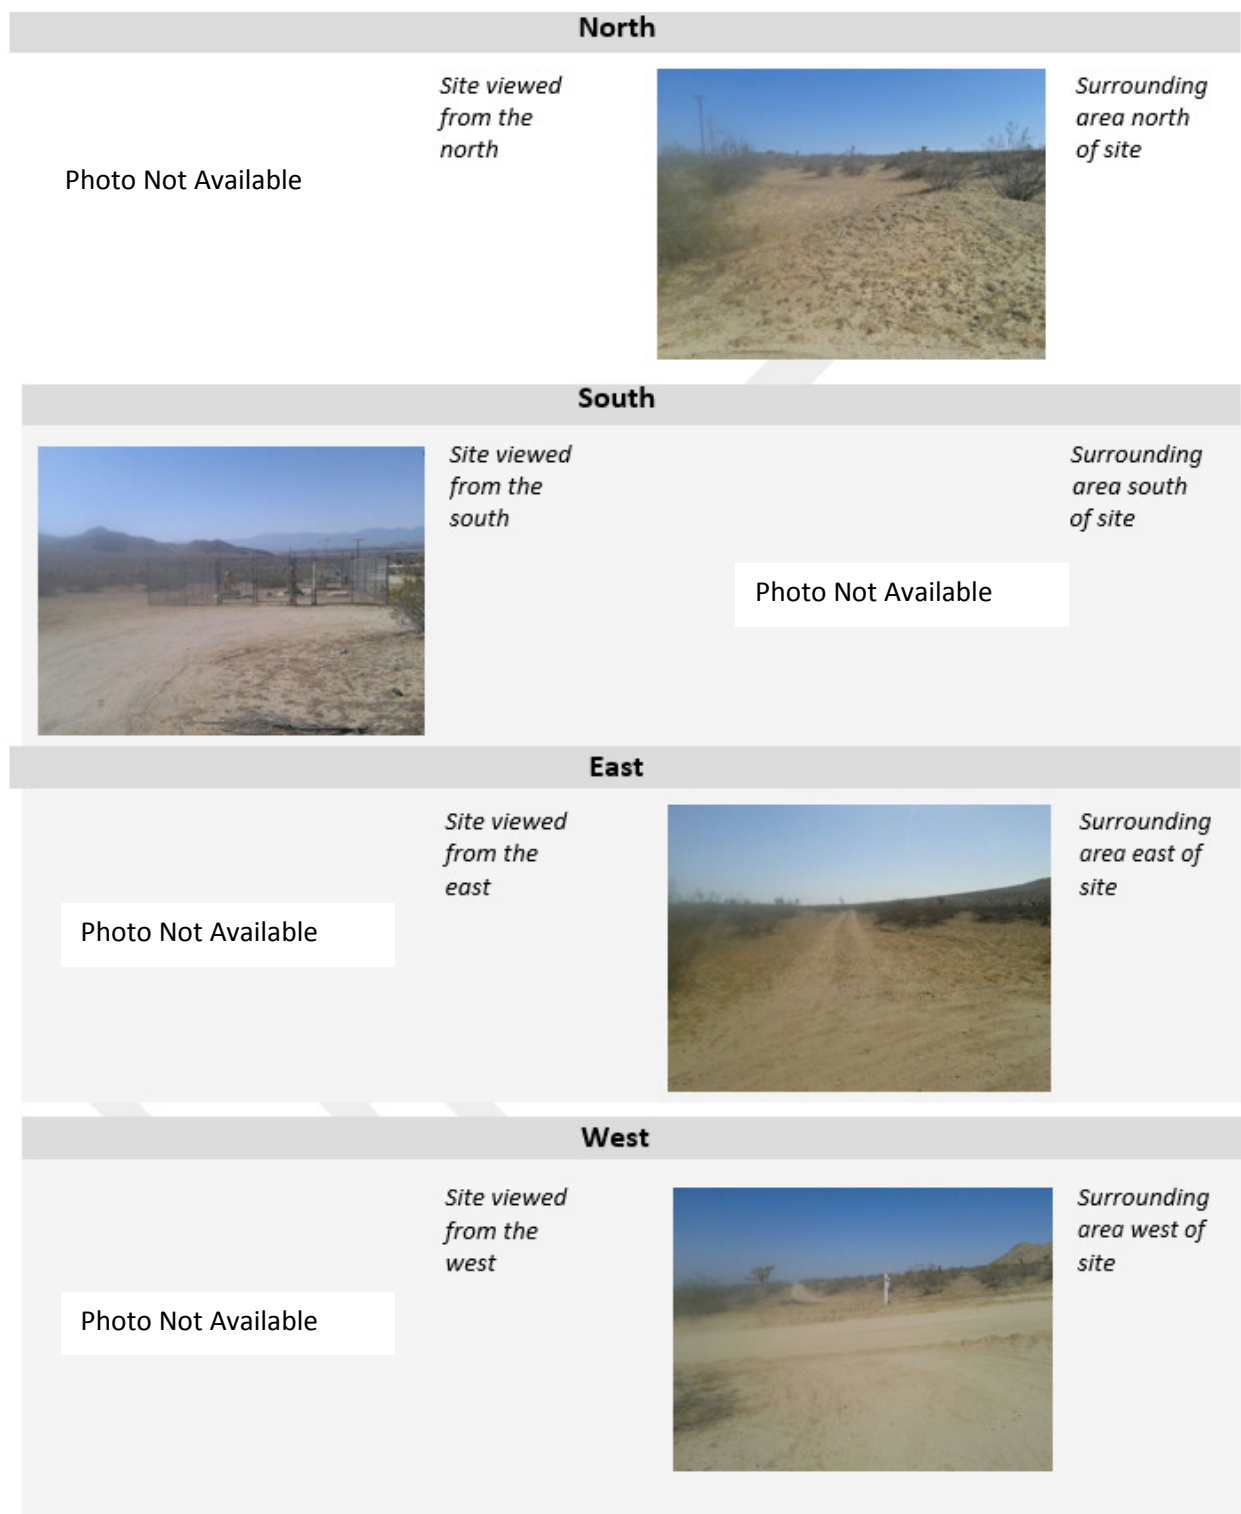 North
Photo Not Available
Site viewed
from the
north
Surrounding
area north
of site
South
Site viewed
from the
south
Photo Not Available
Surrounding
area south
of site
East
Photo Not Available
Site viewed
from the
east
Surrounding
area east of
site
West
Photo Not Available
Site viewed
from the
west
Surrounding
area west of
site